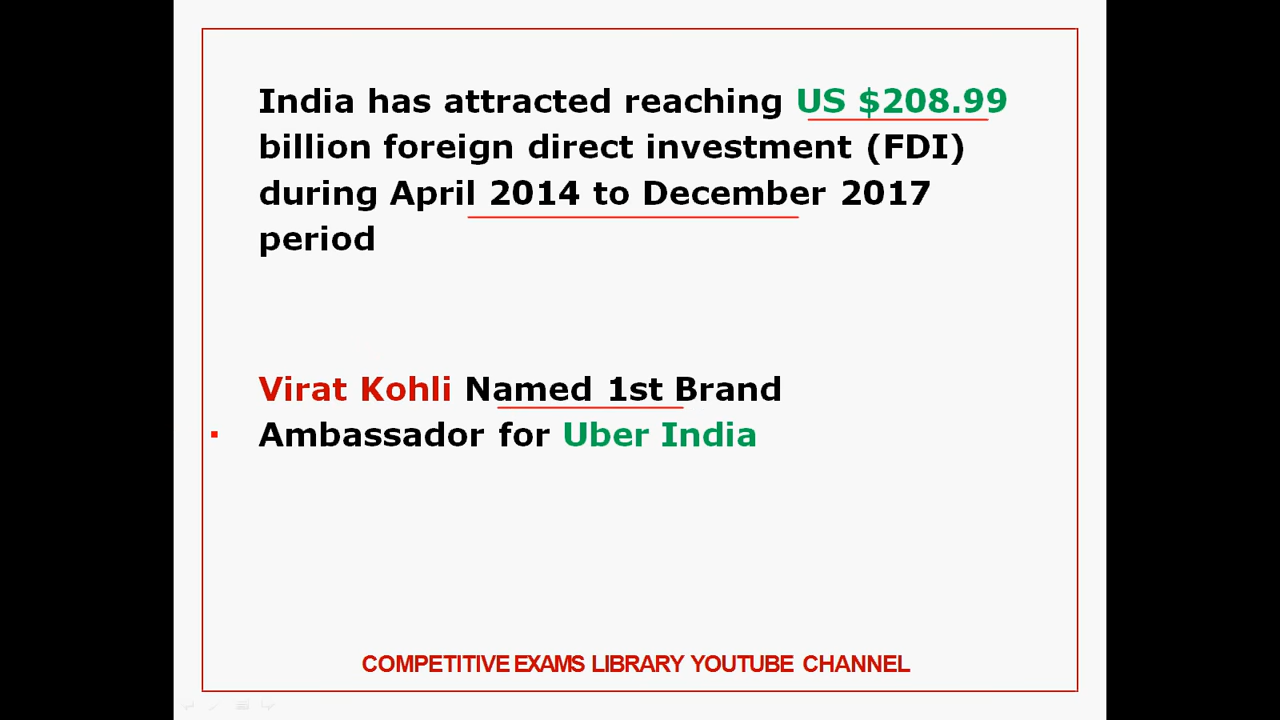 India has attracted reaching US $208.99
billion foreign direct investment (FDI)
during April 2014 to December 2017
period
Virat Kohli Named 1st Brand
Ambassador for Uber India
COMPETITIVE EXAMS LIBRARY YOUTUBE CHANNEL